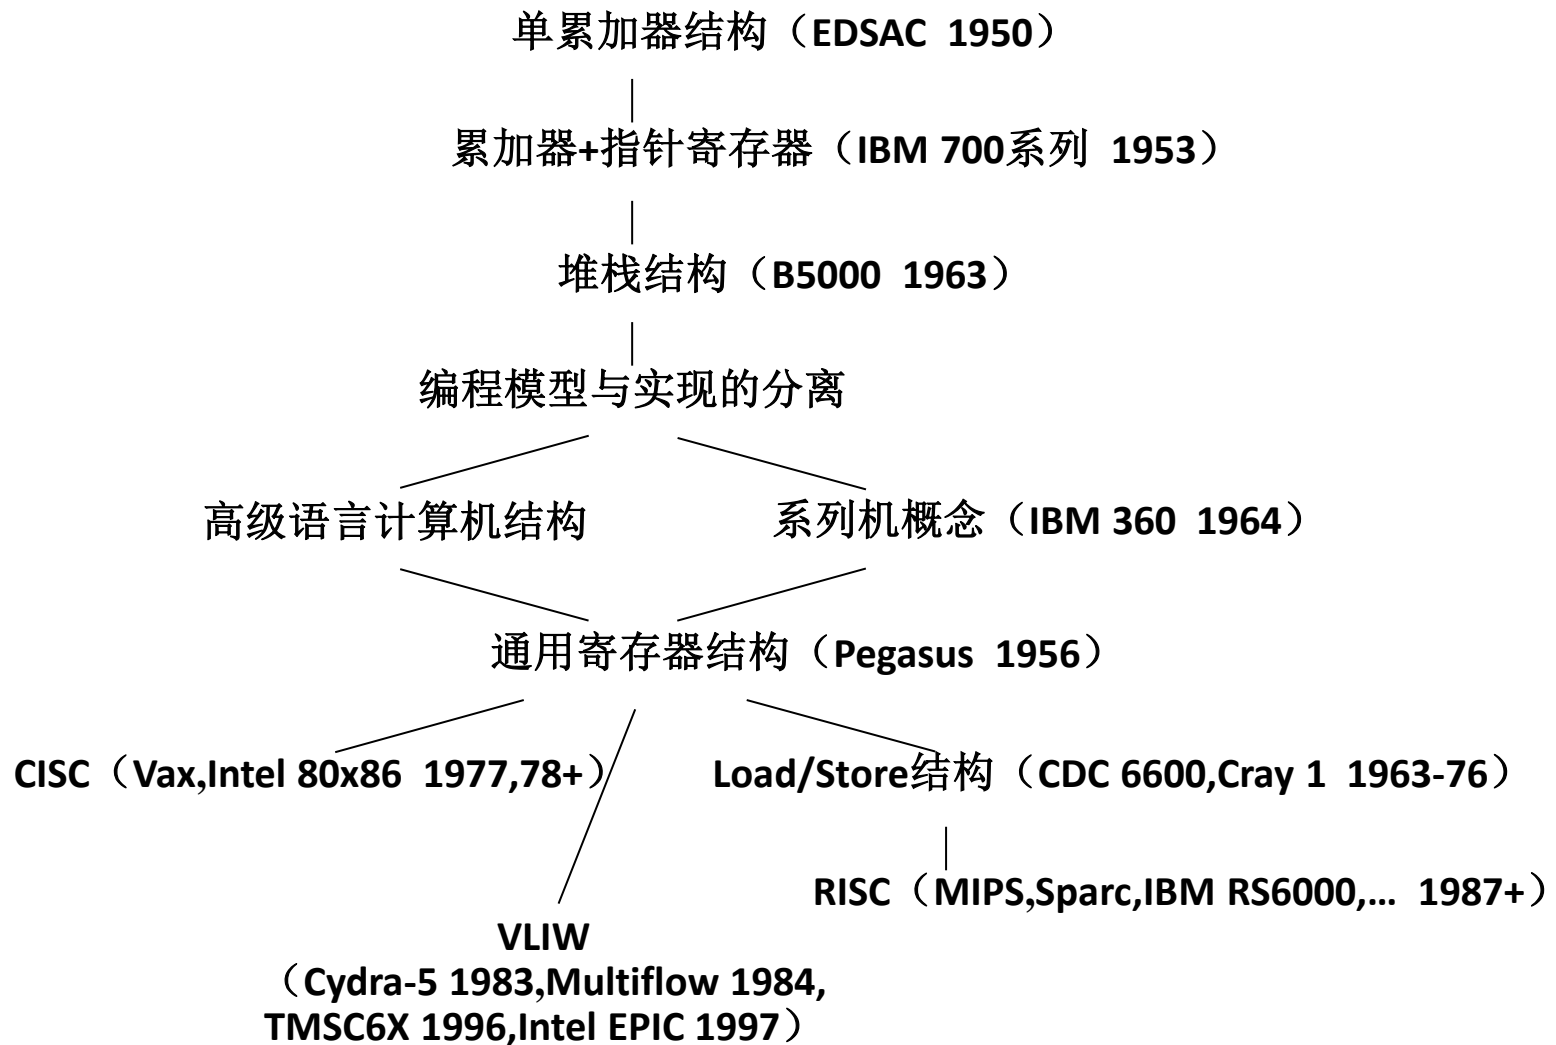 单累加器结构（EDSAC 1950）
累加器+指针寄存器（IBM 700系列 1953）
堆栈结构（B5000 1963）
编程模型与实现的分离
高级语言计算机结构
系列机概念（IBM 360 1964）
通用寄存器结构（Pegasus 1956）
CISC（Vax,Intel 80x86 1977,78+）
Load/Store结构（CDC 6600,Cray 1 1963-76）
RISC（MIPS,Sparc,IBM RS6000,... 1987+）
VLIW
（Cydra-5 1983,Multiflow 1984,
TMSC6X 1996,Intel EPIC 1997）